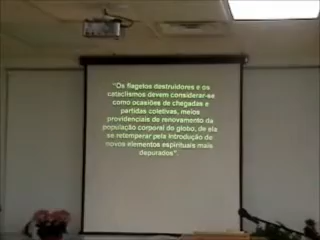 "Os flagelos destruidores e os
cataclismos devem considerar-se
como ocasiões de chegadas e
partidas coletivas, meios
providenciais de renovamento da
população corporal do globo, de ela
se retemperar pela introdução de
novos elementos espirituais mais
depurados".